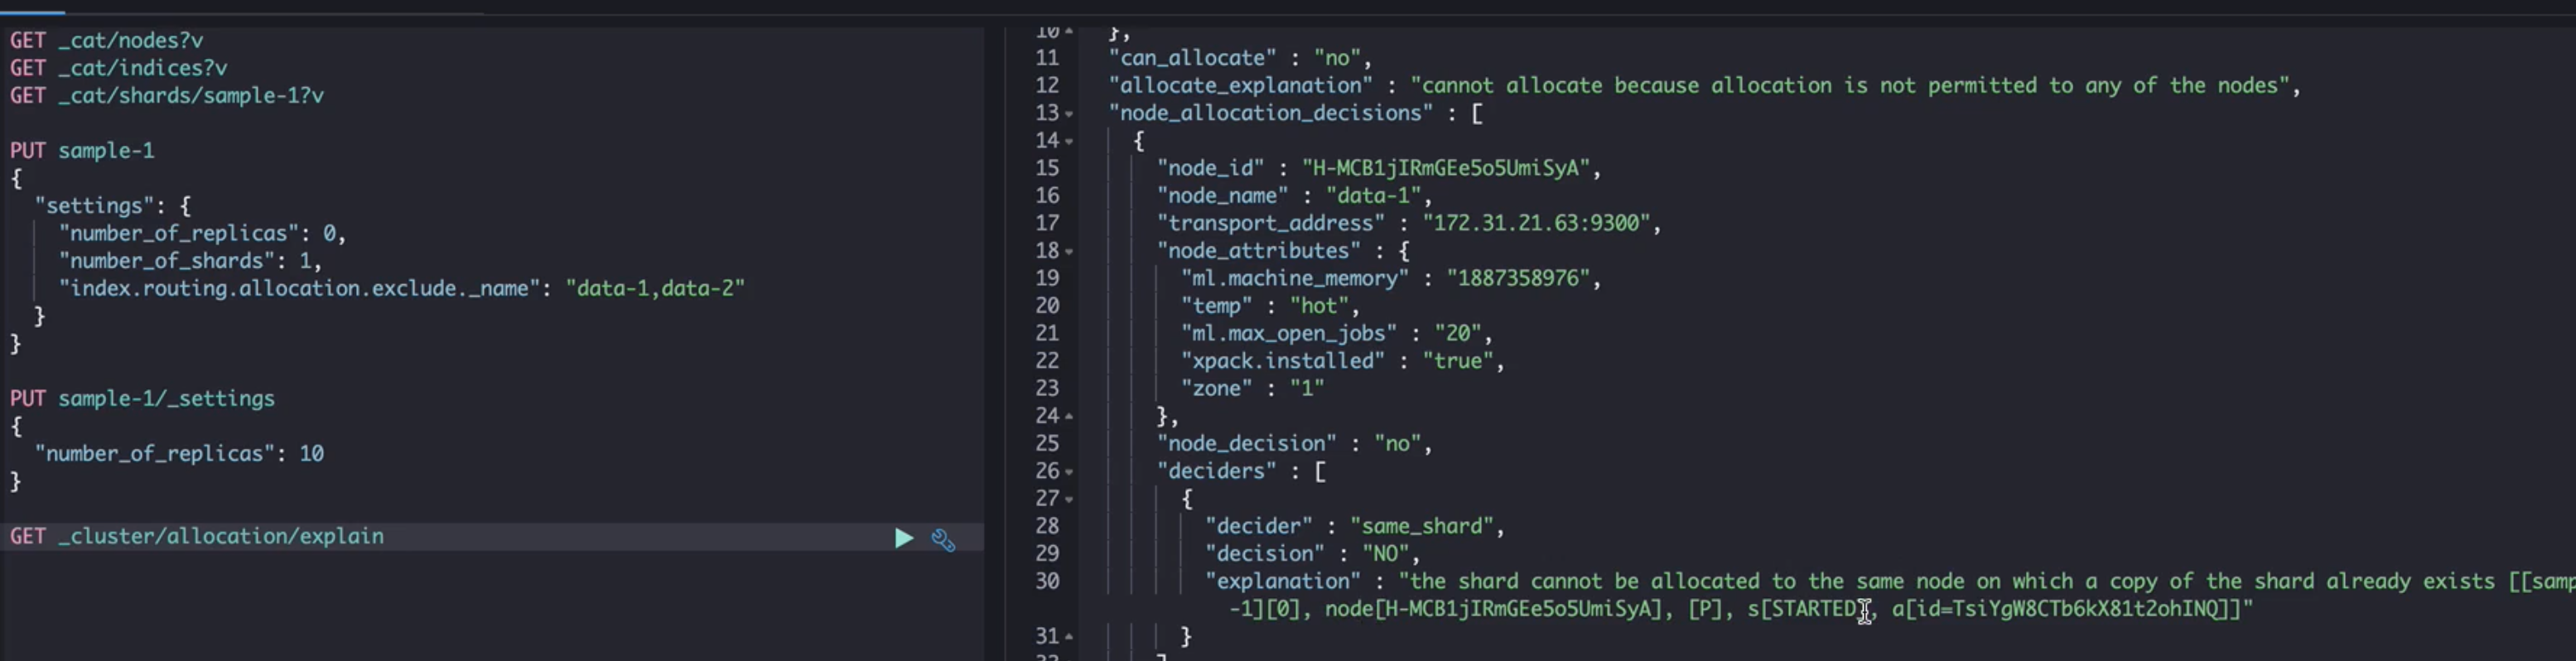 GET _cat/nodes?v
GET _cat/indices?v
GET _cat/shards/sample-1?v
PUT sample-1
{
"settings": {
"number_of_replicas": 0,
"number_of_shards": 1,
"index.routing.allocation.exclude._name": "data-1,data-2"
}
}
PUT sample-1/_settings
{
"number_of_replicas": 10
}
GET _cluster/allocation/explain
10 },
11 "can_allocate" : "no",
12 "allocate_explanation" : "cannot allocate because allocation is not permitted to any of the nodes",
13 "node_allocation_decisions" : [
14 {
15 "node_id" : "H-MCB1jIRmGEe5o5UmiSyA",
16 "node_name" : "data-1",
17 "transport_address" : "172.31.21.63:9300",
18 "node_attributes" : {
19 "ml.machine_memory" : "1887358976",
20 "temp" : "hot",
21 "ml.max_open_jobs" : "20",
22 "xpack.installed" : "true",
23 "zone" : "1"
24 },
25 "node_decision" : "no",
26 "deciders" : [
27 {
28 "decider" : "same_shard",
29 "decision" : "NO",
30 "explanation" : "the shard cannot be allocated to the same node on which a copy of the shard already exists [[samp
-1][0], node[H-MCB1jIRmGEe5o5UmiSyA], [P], s[STARTED], a[id=TsiYgW8CTb6kX81t2ohINQ]]"
31 }